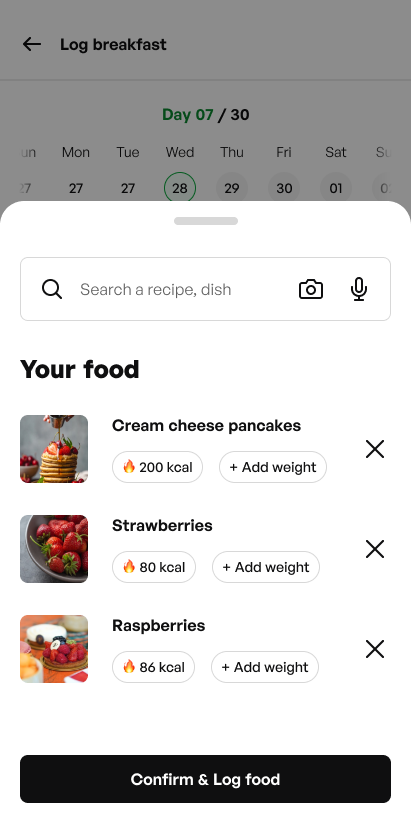 Log breakfast
Day 07 / 30
un Mon Tue Wed Thu Fri Sat Su
27 27 27 28 29 30 01
Search a recipe, dish
Your food
Cream cheese pancakes
200 kcal + Add weight
Strawberries
80 kcal + Add weight
Raspberries
86 kcal + Add weight
Confirm & Log food